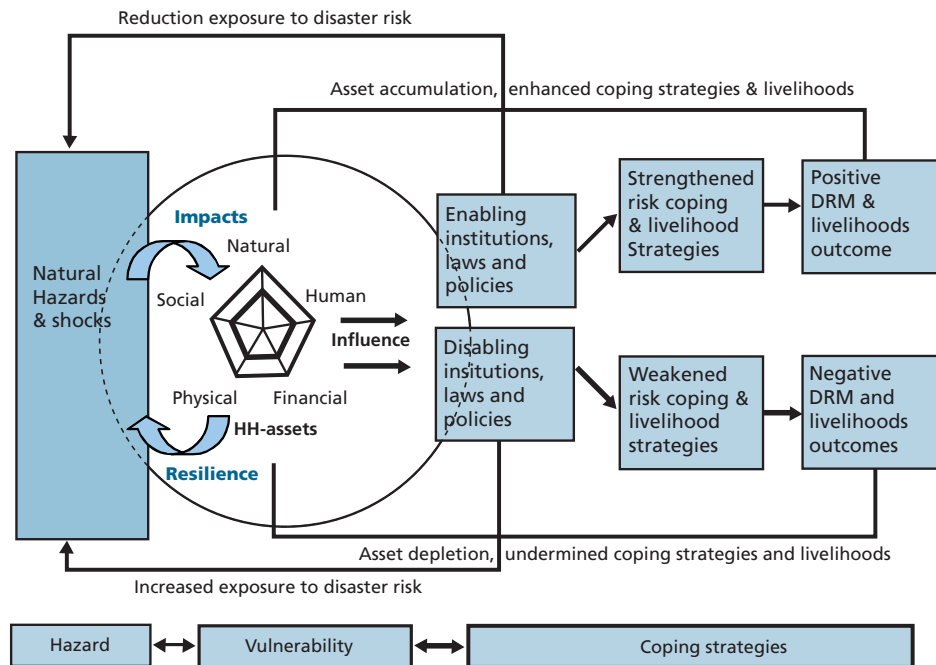 Reduction exposure to disaster risk
Asset accumulation, enhanced coping strategies & livelihoods
Impacts
Natural
Social
Human
Physical
Financial
HH-assets
Resilience
Natural
Hazards
& shocks
Influence
Enabling
institutions,
laws and
policies
Disabling
instiutions,
laws and
policies
Strengthened
risk coping
& livelihood
Strategies
Positive
DRM &
livelihoods
outcome
Weakened
risk coping &
livelihood
strategies
Negative
DRM and
livelihoods
outcomes
Asset depletion, undermined coping strategies and livelihoods
Increased exposure to disaster risk
Hazard
Vulnerability
Coping strategies